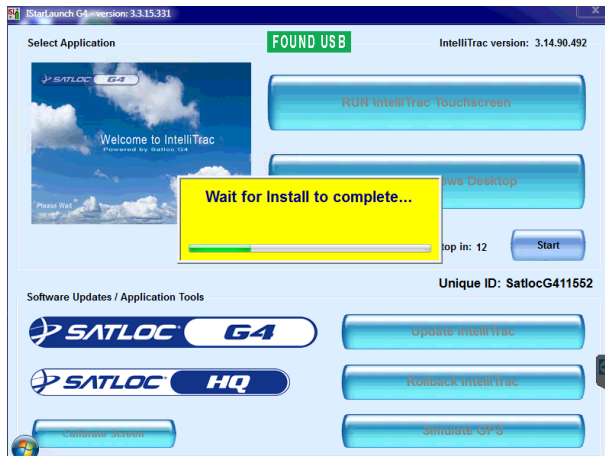 IStarLaunch G4 - version: 3.3.15.331
Select Application
FOUND USB
IntelliTrac version: 3.14.90.492
SATLOC G4
Welcome to IntelliTrac
Powered by Satloc G4
Please Wait
RUN IntelliTrac Touchscreen
ws Desktop
Wait for Install to complete...
top in: 12
Start
Unique ID: SatlocG411552
Software Updates / Application Tools
SATLOC G4
Update IntelliTrac
SATLOC HQ
Rollback IntelliTrac
Calibrate Screen
Simulate GPS